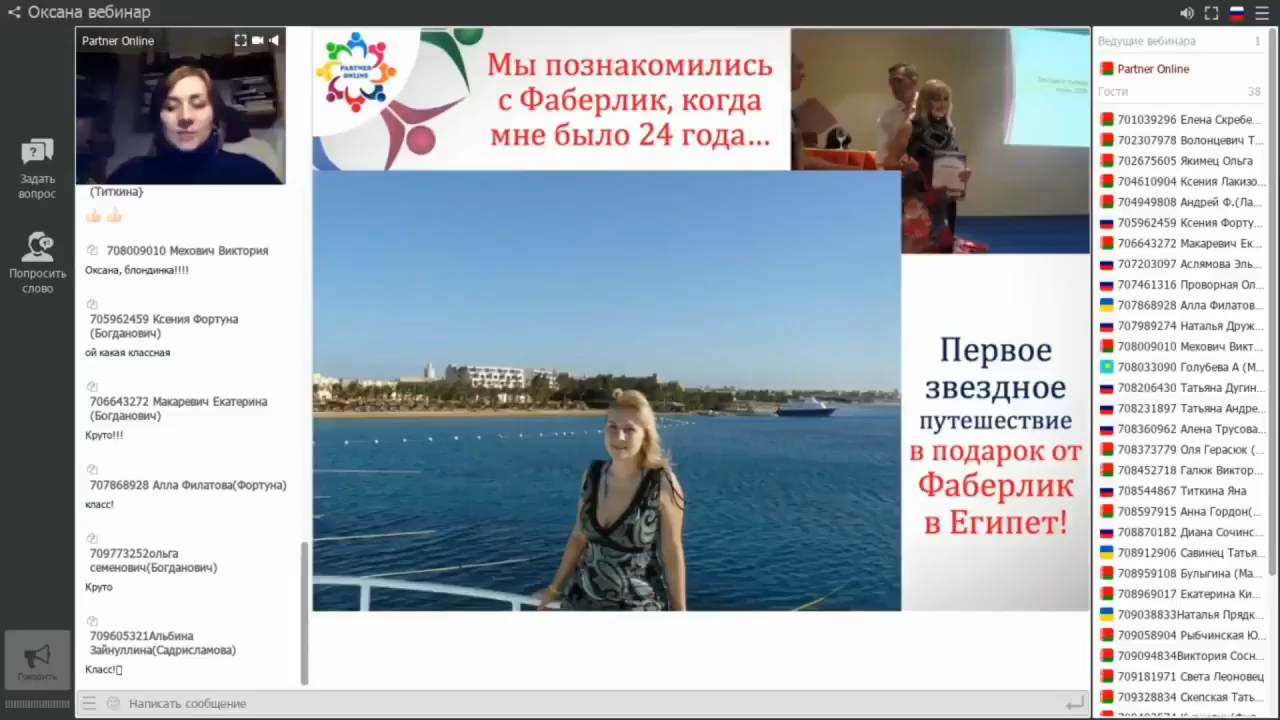 Оксана вебинар
Partner Online
Задать
вопрос
Попросить
слово
Говорить
(Титкина}
708009010 Мехович Виктория
Оксана, блондинка!!!!
705962459 Ксения Фортуна
(Богданович)
ой какая классная
706643272 Макаревич Екатерина
(Богданович)
Круто!!!
707868928 Алла Филатова(Фортуна)
класс!
709773252ольга
семенович(Богданович)
Круто
709605321Альбина
Зайнуллина(Садрисламова)
Класс!
Написать сообщение
PARTNER
ONLINE
Мы познакомились
с Фаберлик, когда
мне было 24 года...
Первое
звездное
путешествие
в подарок от
Фаберлик
в Египет!
Ведущие вебинара 1
Partner Online
Гости 38
701039296 Елена Скребе...
702307978 Волонцевич Т...
702675605 Якимец Ольга
704610904 Ксения Лакизо...
704949808 Андрей Ф.(Ла...
705962459 Ксения Форту...
706643272 Макаревич Ек...
707203097 Аслямова Эль...
707461316 Проворная Ол...
707868928 Алла Филатов...
707989274 Наталья Друж...
708009010 Мехович Викт...
708033090 Голубева А (М...
708206430 Татьяна Дугин...
708231897 Татьяна Андре...
708360962 Алена Трусова...
708373779 Оля Герасюк (...
708452718 Галюк Виктор...
708544867 Титкина Яна
708597915 Анна Гордон(...
708870182 Диана Сочинс...
708912906 Савинец Татья...
708959108 Булыгина (Ма...
708969017 Екатерина Ки...
709038833Наталья Прядк...
709058904 Рыбчинская Ю...
709094834Виктория Сосн...
709181971 Света Леоновец
709328834 Скепская Тать...